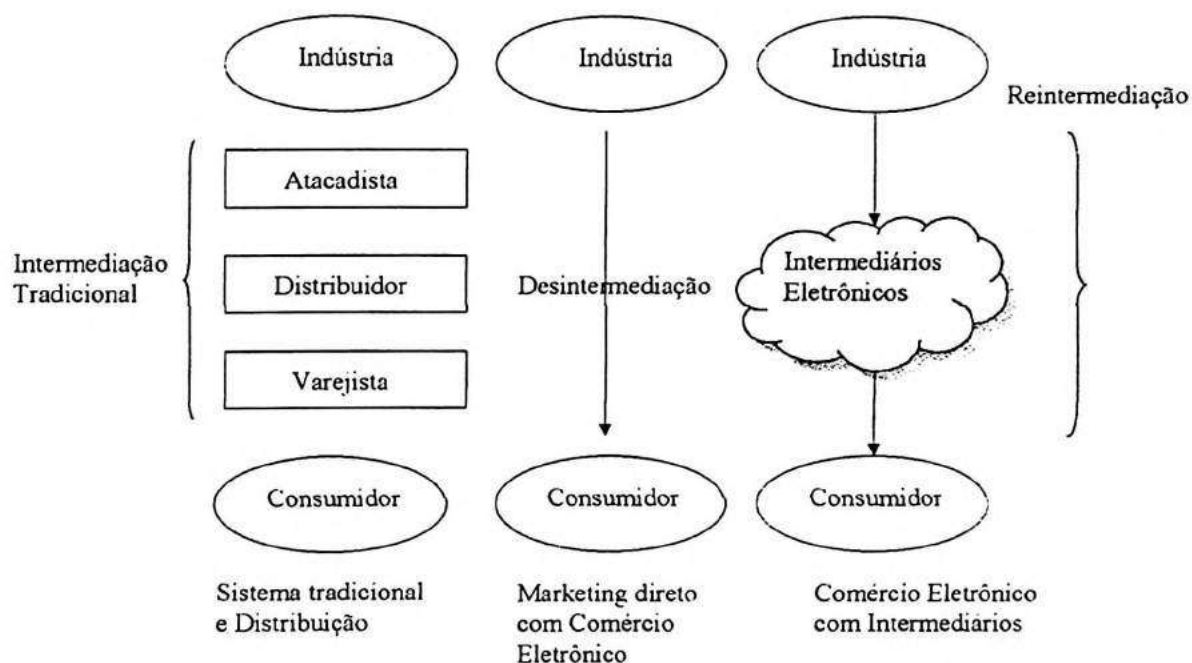 Indústria
Indústria
Indústria
Reintermediação
Atacadista
Intermediação
Tradicional
Distribuidor
Desintermediação
Intermediários
Eletrônicos
Varejista
Consumidor
Consumidor
Consumidor
Sistema tradicional
e Distribuição
Marketing direto
com Comércio
Eletrônico
Comércio Eletrônico
com Intermediários